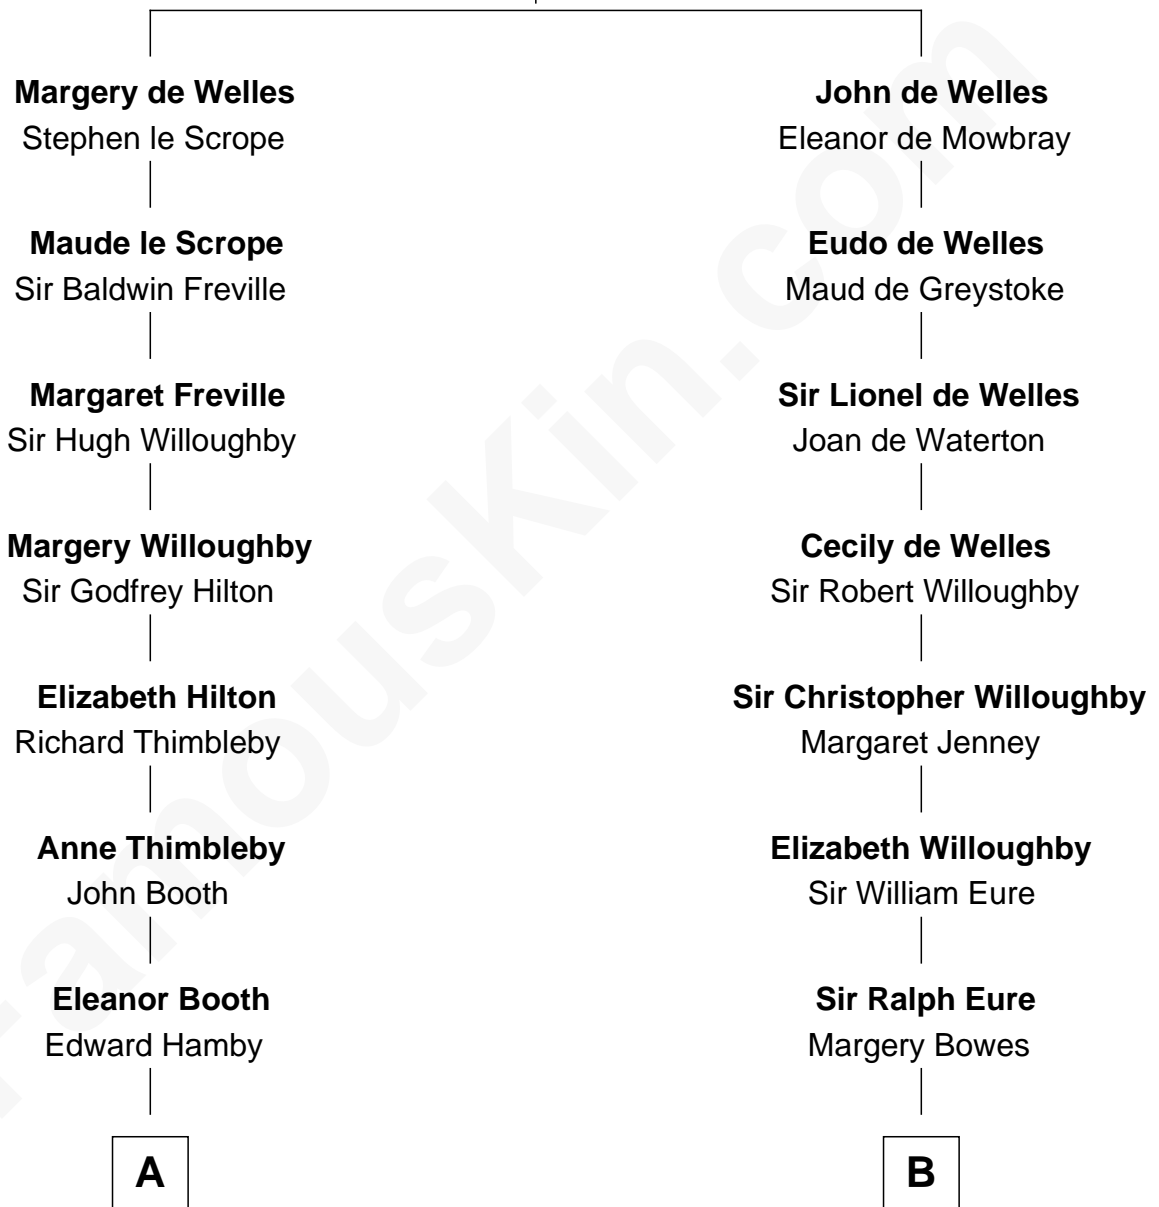 Margery de Welles
Stephen le Scrope
Maude le Scrope
Sir Baldwin Freville
Margaret Freville
Sir Hugh Willoughby
Margery Willoughby
Sir Godfrey Hilton
Elizabeth Hilton
Richard Thimbleby
Anne Thimbleby
John Booth
Eleanor Booth
Edward Hamby
A
John de Welles
Eleanor de Mowbray
Eudo de Welles
Maud de Greystoke
Sir Lionel de Welles
Joan de Waterton
Cecily de Welles
Sir Robert Willoughby
Sir Christopher Willoughby
Margaret Jenney
Elizabeth Willoughby
Sir William Eure
Sir Ralph Eure
Margery Bowes
B
FamousKin.com